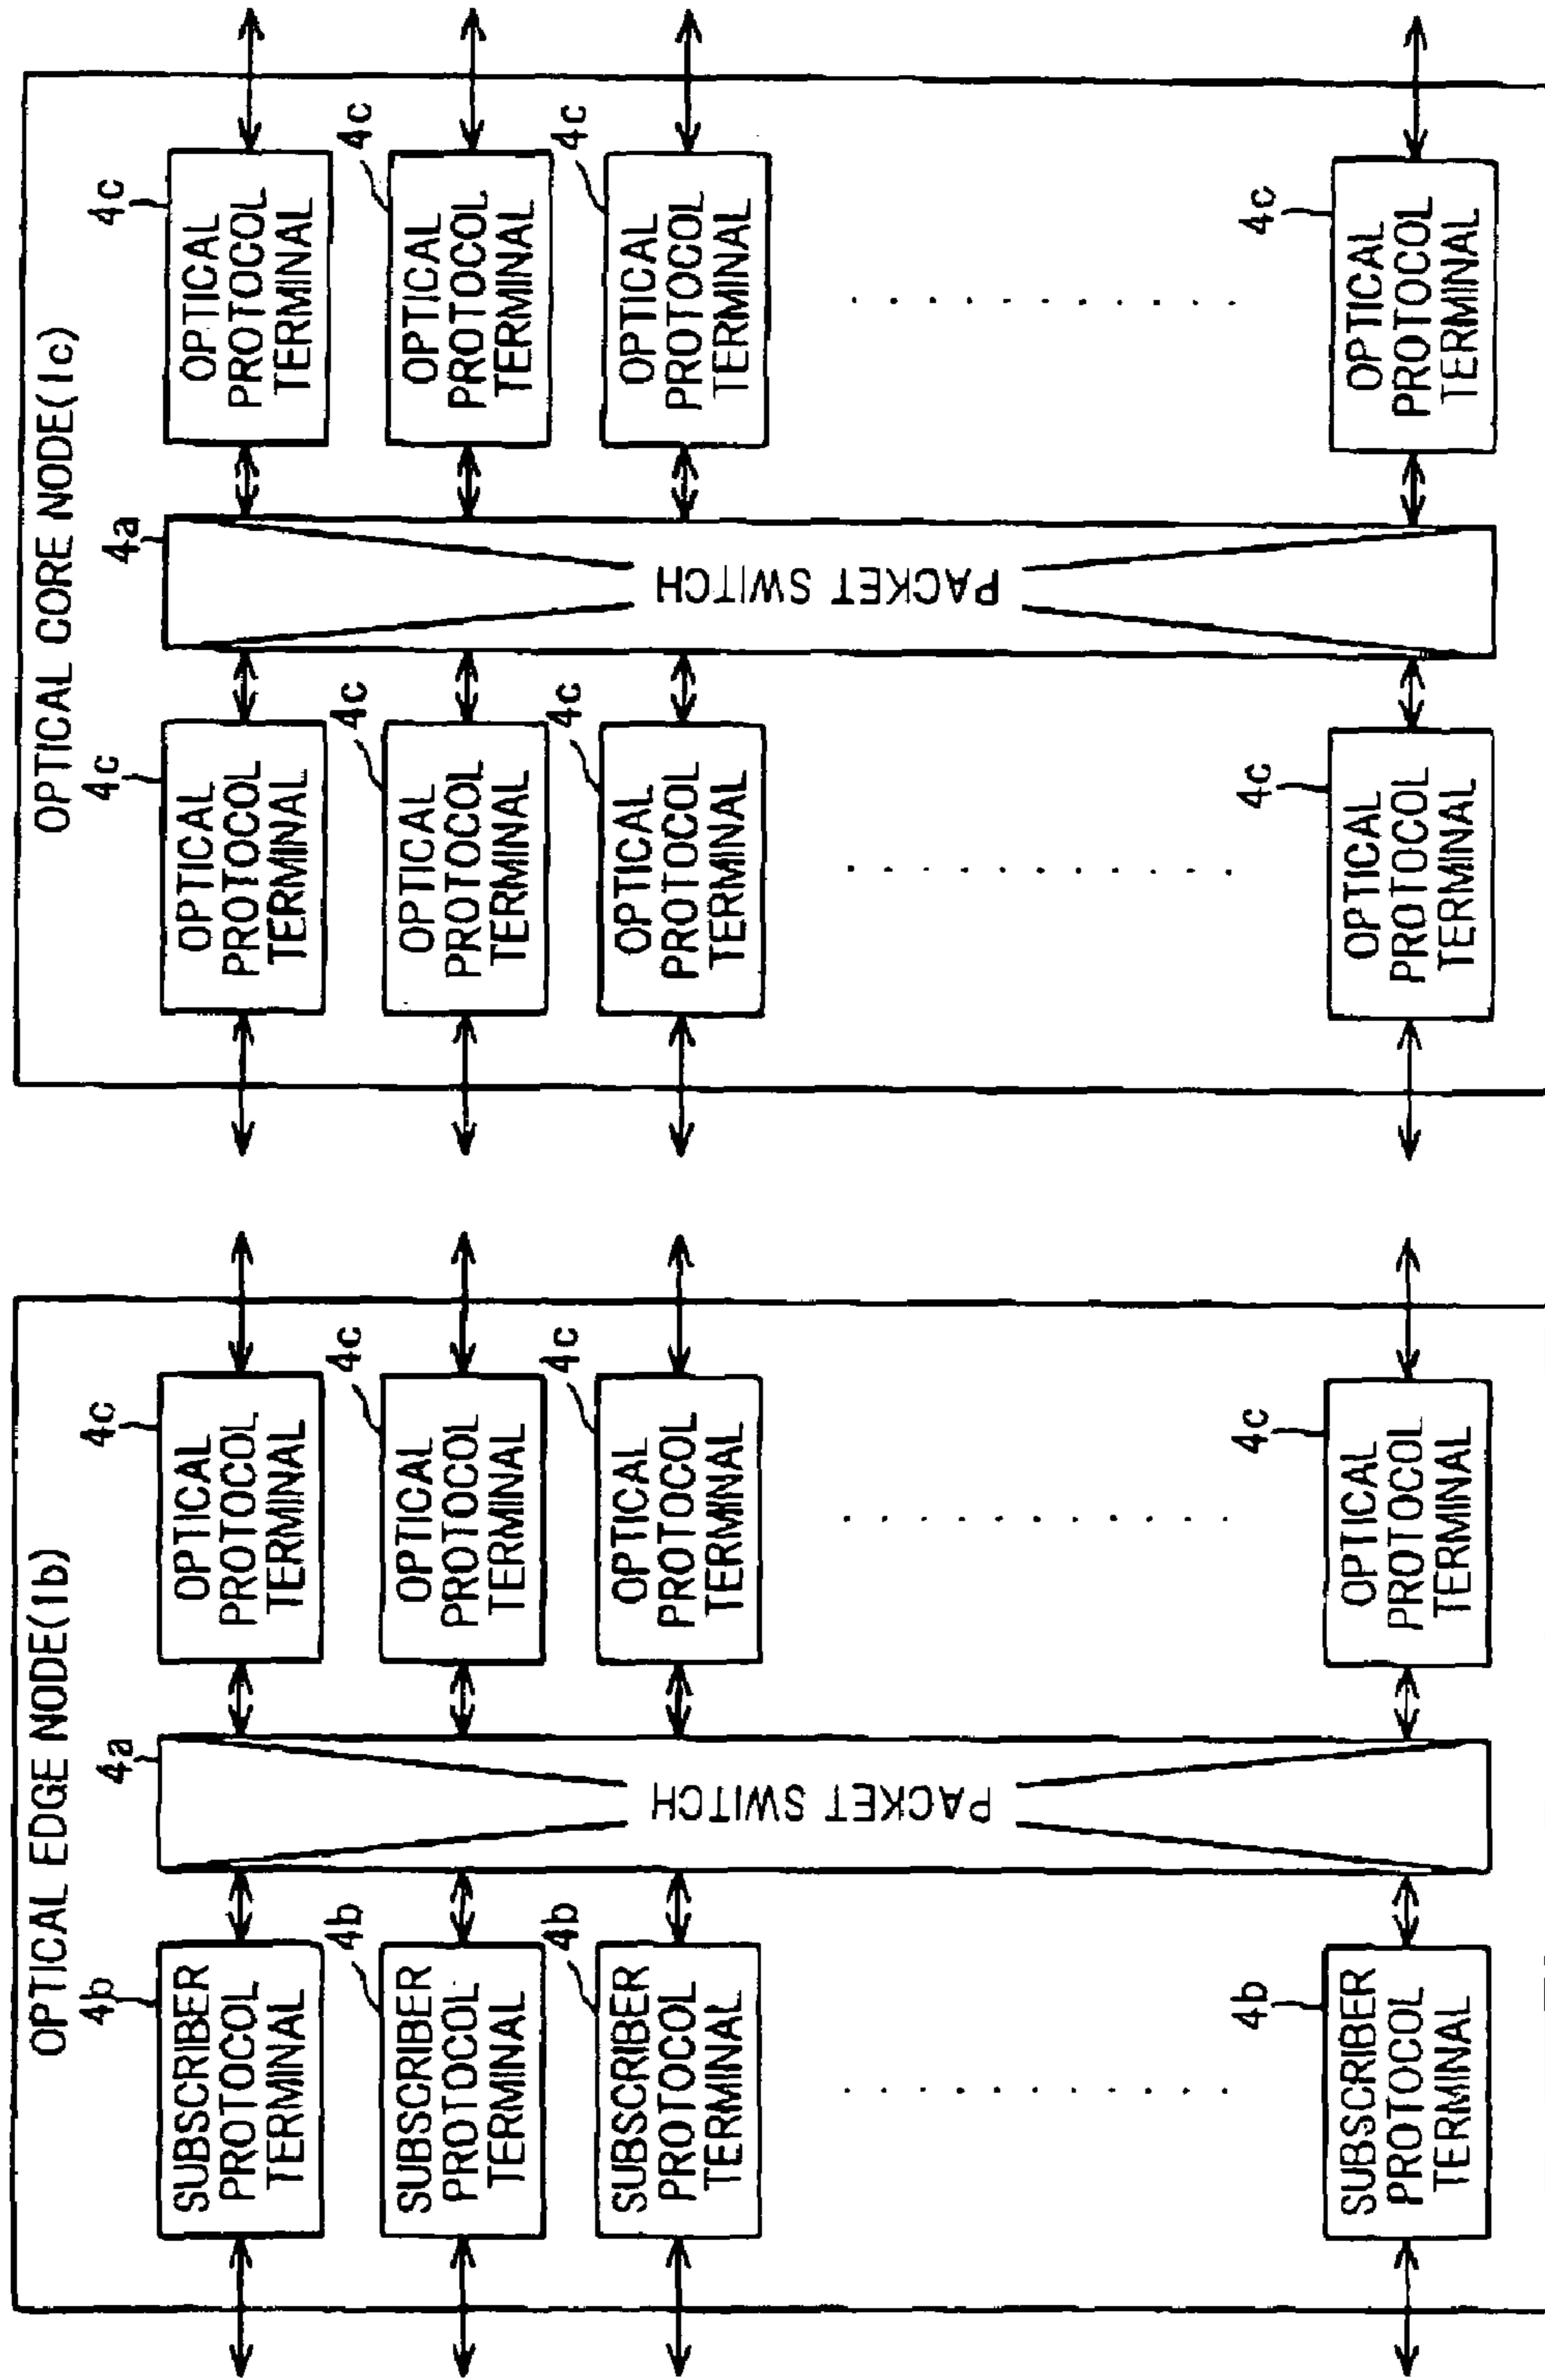 OPTICAL EDGE NODE(1b)
4b
SUBSCRIBER
PROTOCOL
TERMINAL
4a
4c
OPTICAL
PROTOCOL
TERMINAL
4b
SUBSCRIBER
PROTOCOL
TERMINAL
4c
OPTICAL
PROTOCOL
TERMINAL
4b
SUBSCRIBER
PROTOCOL
TERMINAL
4c
OPTICAL
PROTOCOL
TERMINAL
PACKET SWITCH
4b
SUBSCRIBER
PROTOCOL
TERMINAL
4c
OPTICAL
PROTOCOL
TERMINAL
OPTICAL CORE NODE(1c)
4c
OPTICAL
PROTOCOL
TERMINAL
4a
4c
OPTICAL
PROTOCOL
TERMINAL
4c
OPTICAL
PROTOCOL
TERMINAL
4c
OPTICAL
PROTOCOL
TERMINAL
4c
OPTICAL
PROTOCOL
TERMINAL
4c
OPTICAL
PROTOCOL
TERMINAL
PACKET SWITCH
4c
OPTICAL
PROTOCOL
TERMINAL
4c
OPTICAL
PROTOCOL
TERMINAL